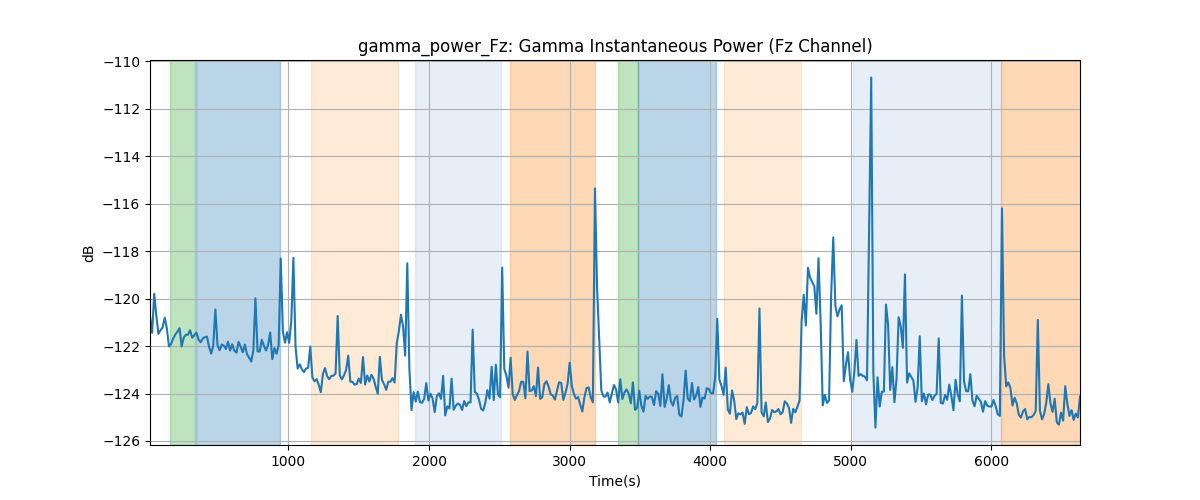 gamma_power_Fz: Gamma Instantaneous Power (Fz Channel)
−110
−112
−114
−116
−118
−120
−122
−124
−126
dB
1000 2000 3000 4000 5000 6000
Time(s)